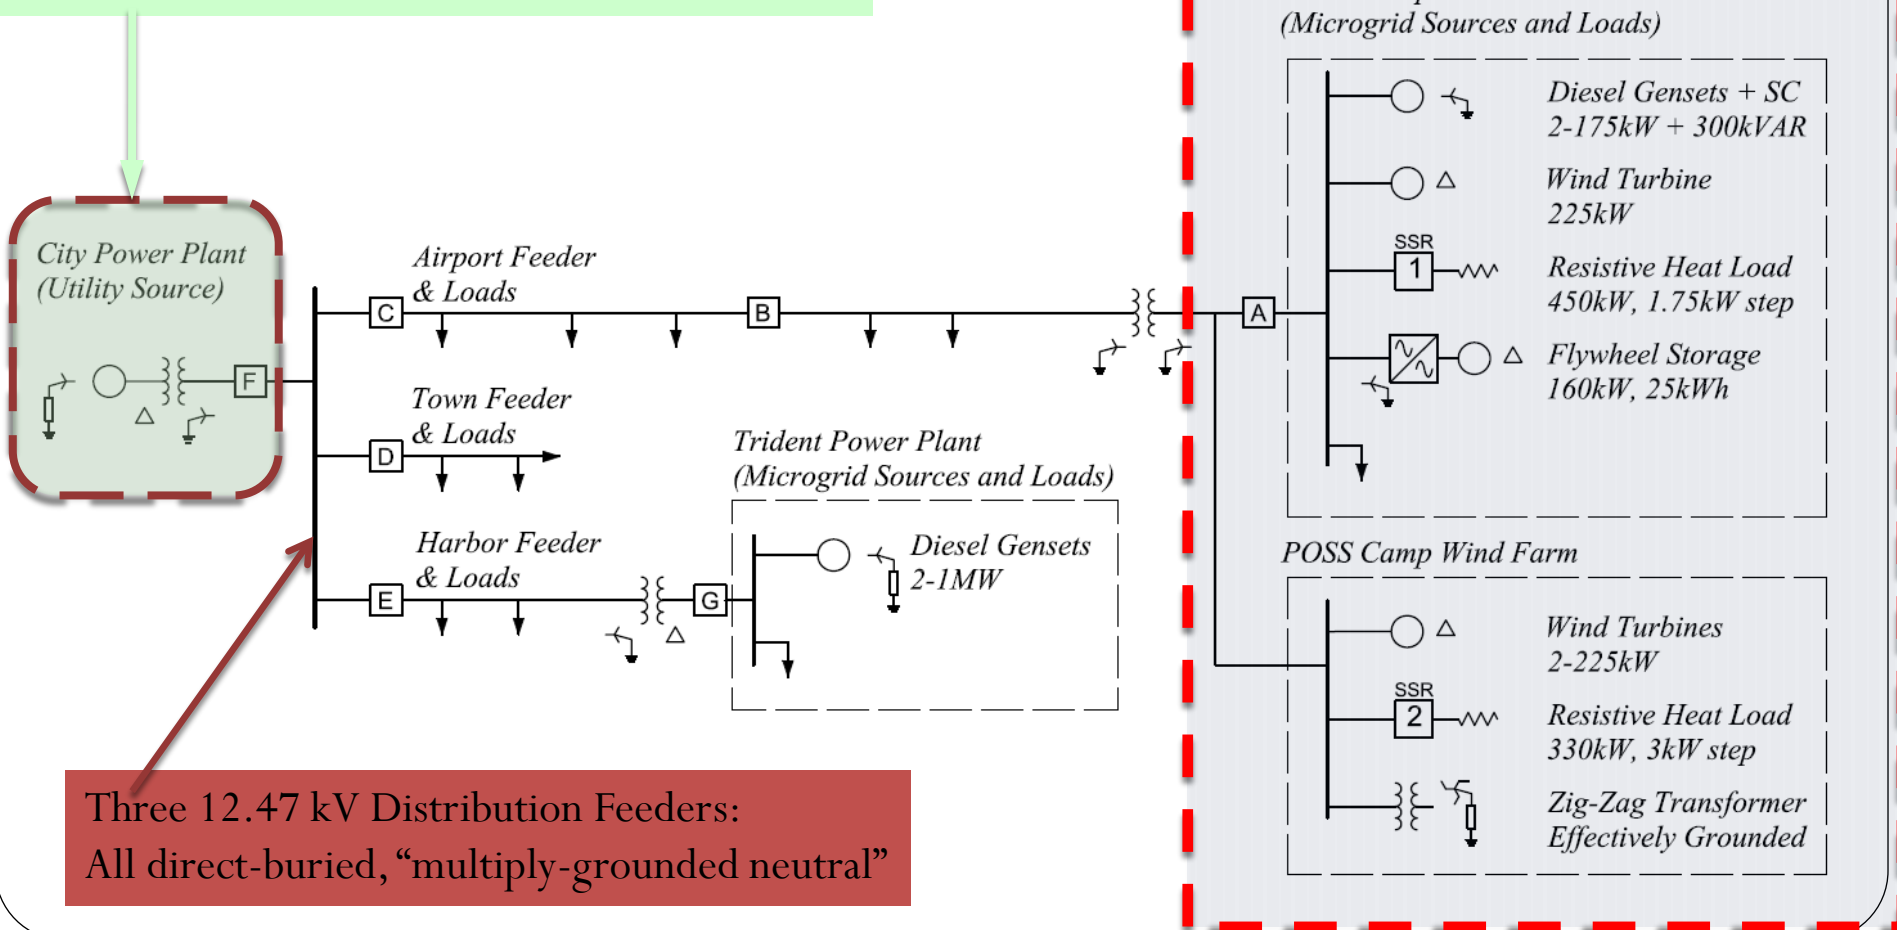 (Microgrid Sources and Loads)
Diesel Gensets + SC
2-175kW + 300kVAR
Wind Turbine
225kW
SSR
1
Resistive Heat Load
450kW, 1.75kW step
Flywheel Storage
160kW, 25kWh
City Power Plant
(Utility Source)
F
Airport Feeder
& Loads
C
B
A
Town Feeder
& Loads
D
Trident Power Plant
(Microgrid Sources and Loads)
Harbor Feeder
& Loads
E
G
Diesel Gensets
2-1MW
POSS Camp Wind Farm
Wind Turbines
2-225kW
SSR
2
Resistive Heat Load
330kW, 3kW step
Zig-Zag Transformer
Effectively Grounded
Three 12.47 kV Distribution Feeders:
All direct-buried, “multiply-grounded neutral”